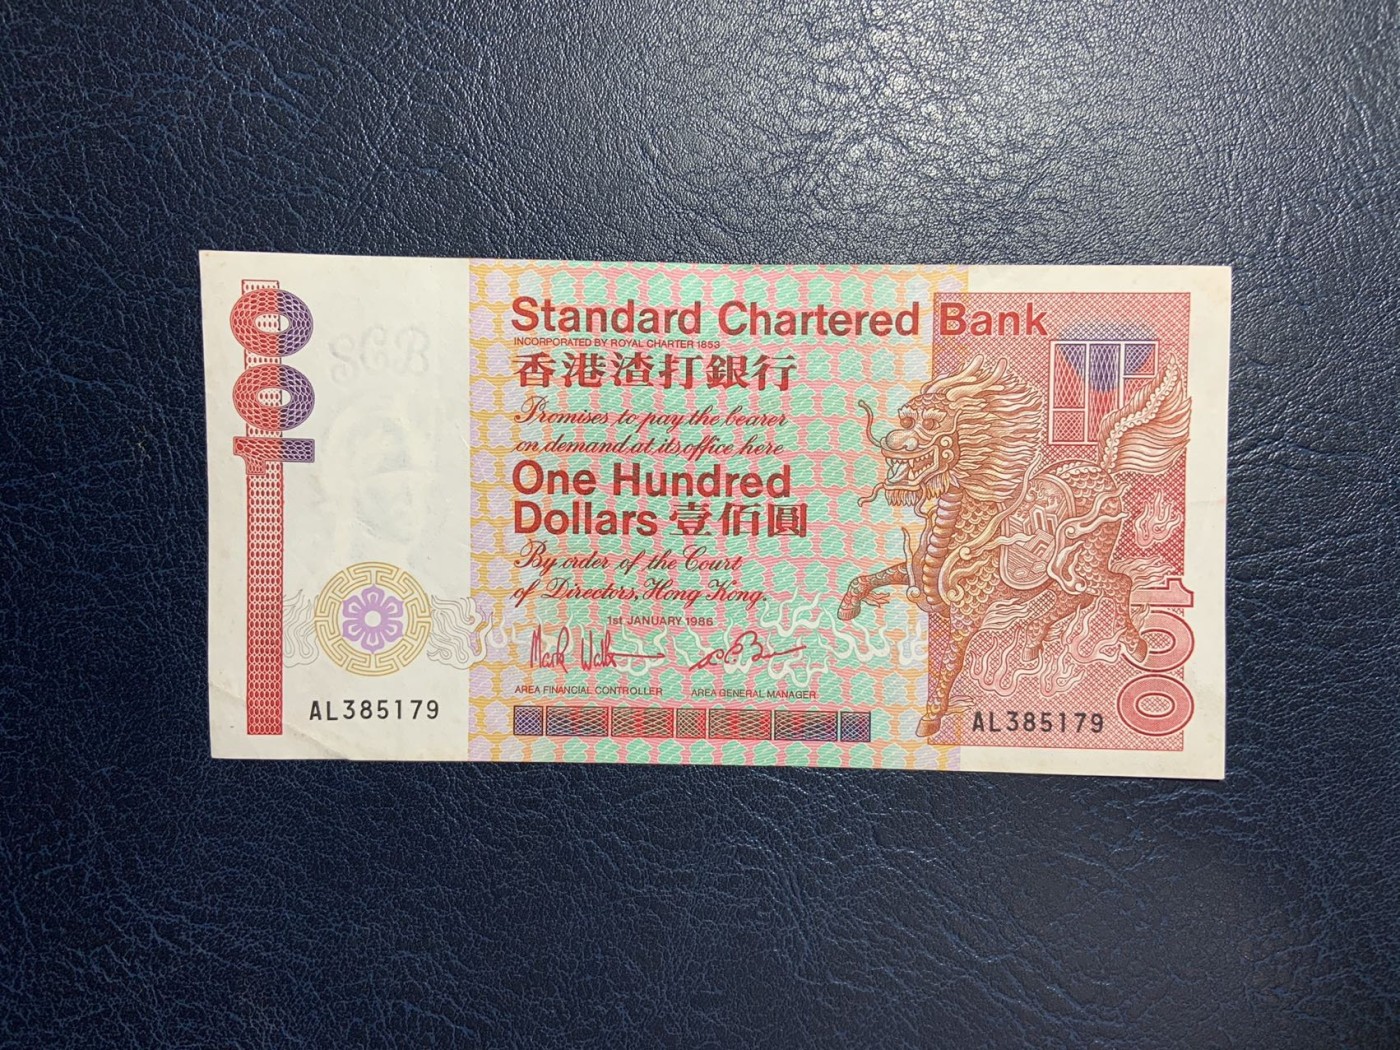 100
SCB
Standard Chartered Bank
INCORPORATED BY ROYAL CHARTER 1853
香港渣打銀行
Promises to pay the bearer
on demand at its office here
One Hundred
Dollars 壹佰圓
By order of the Court
of Directors, Hong Kong.
1st JANUARY 1986
AREA FINANCIAL CONTROLLER AREA GENERAL MANAGER
AL385179
AL385179
100